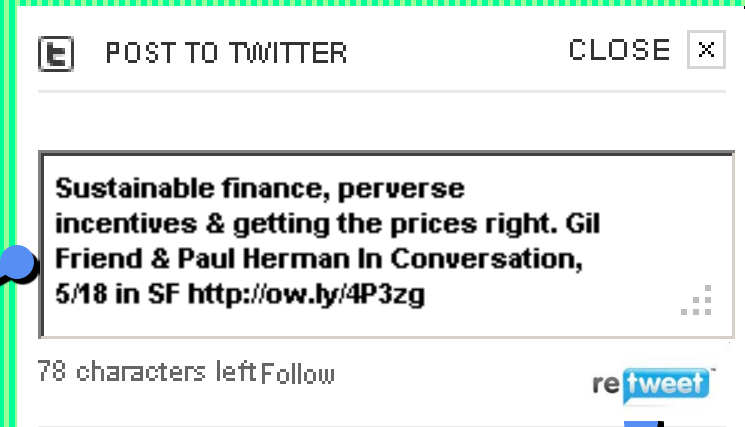 POST TO TWITTER
CLOSE
Sustainable finance, perverse
incentives & getting the prices right. Gil
Friend & Paul Herman In Conversation,
5/18 in SF http://ow.ly/4P3zg
78 characters left Follow
retweet